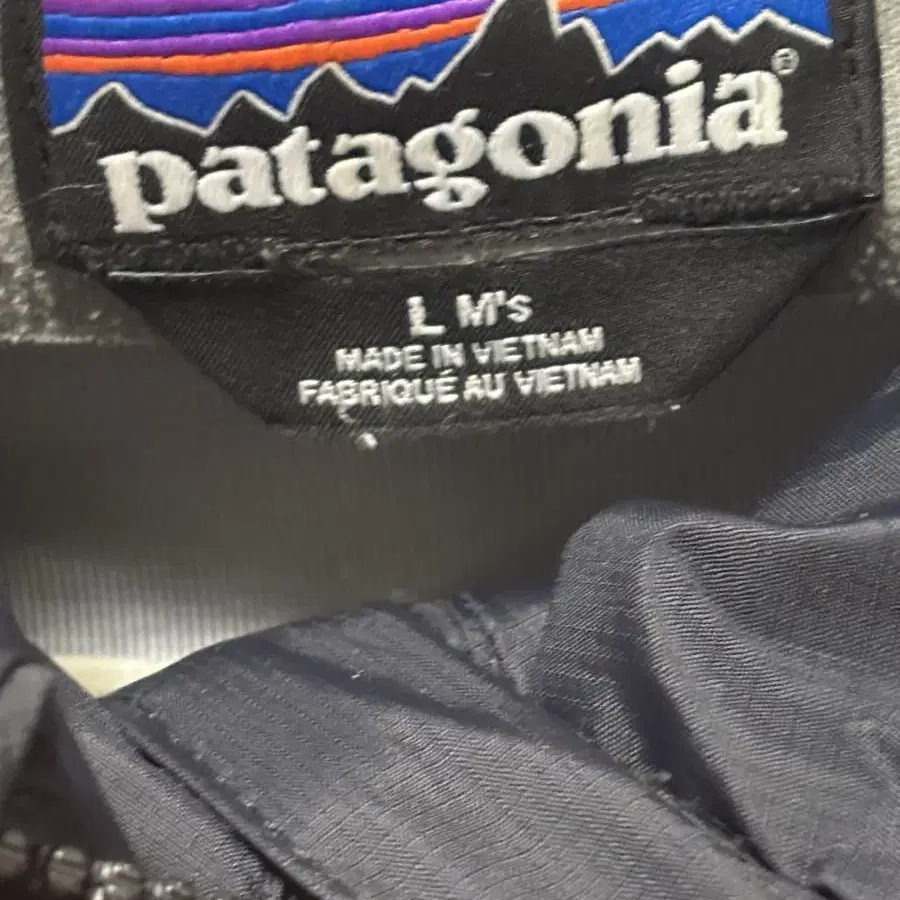 patagonia®
L M's
MADE IN VIETNAM
FABRIQUÉ AU VIETNAM